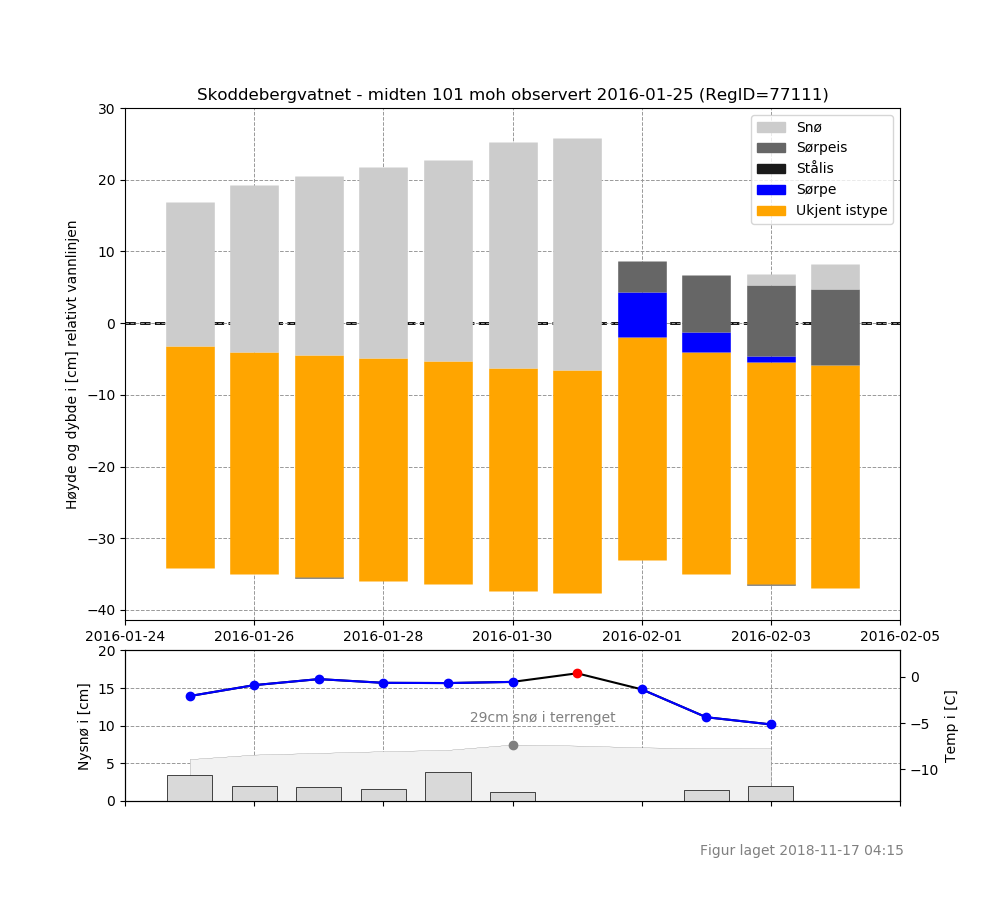 Skoddebergvatnet - midten 101 moh observert 2016-01-25 (RegID=77111)
Høyde og dybde i [cm] relativt vannlinjen
30
20
10
0
−10
−20
−30
−40
Snø
Sørpeis
Stålis
Sørpe
Ukjent istype
2016-01-24 2016-01-26 2016-01-28 2016-01-30 2016-02-01 2016-02-03 2016-02-05
Nysnø i [cm]
20
15
10
5
0
29cm snø i terrenget
0
−5
−10
Temp i [C]
Figur laget 2018-11-17 04:15